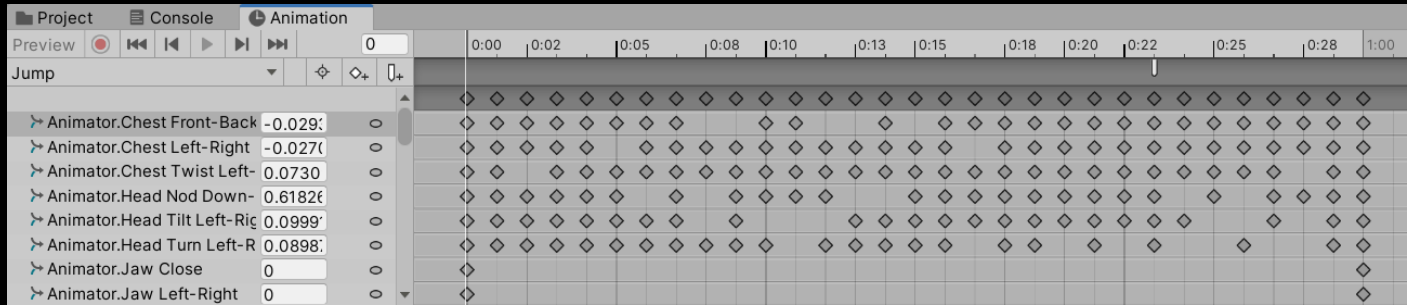 Project Console Animation
Preview 0 0:00 0:02 0:05 0:08 0:10 0:13 0:15 0:18 0:20 0:22 0:25 0:28 1:00
Jump
Animator.Chest Front-Back -0.029
Animator.Chest Left-Right -0.027
Animator.Chest Twist Left- 0.0730
Animator.Head Nod Down- 0.6182
Animator.Head Tilt Left-Rig 0.0999
Animator.Head Turn Left-R 0.0898
Animator.Jaw Close 0
Animator.Jaw Left-Right 0